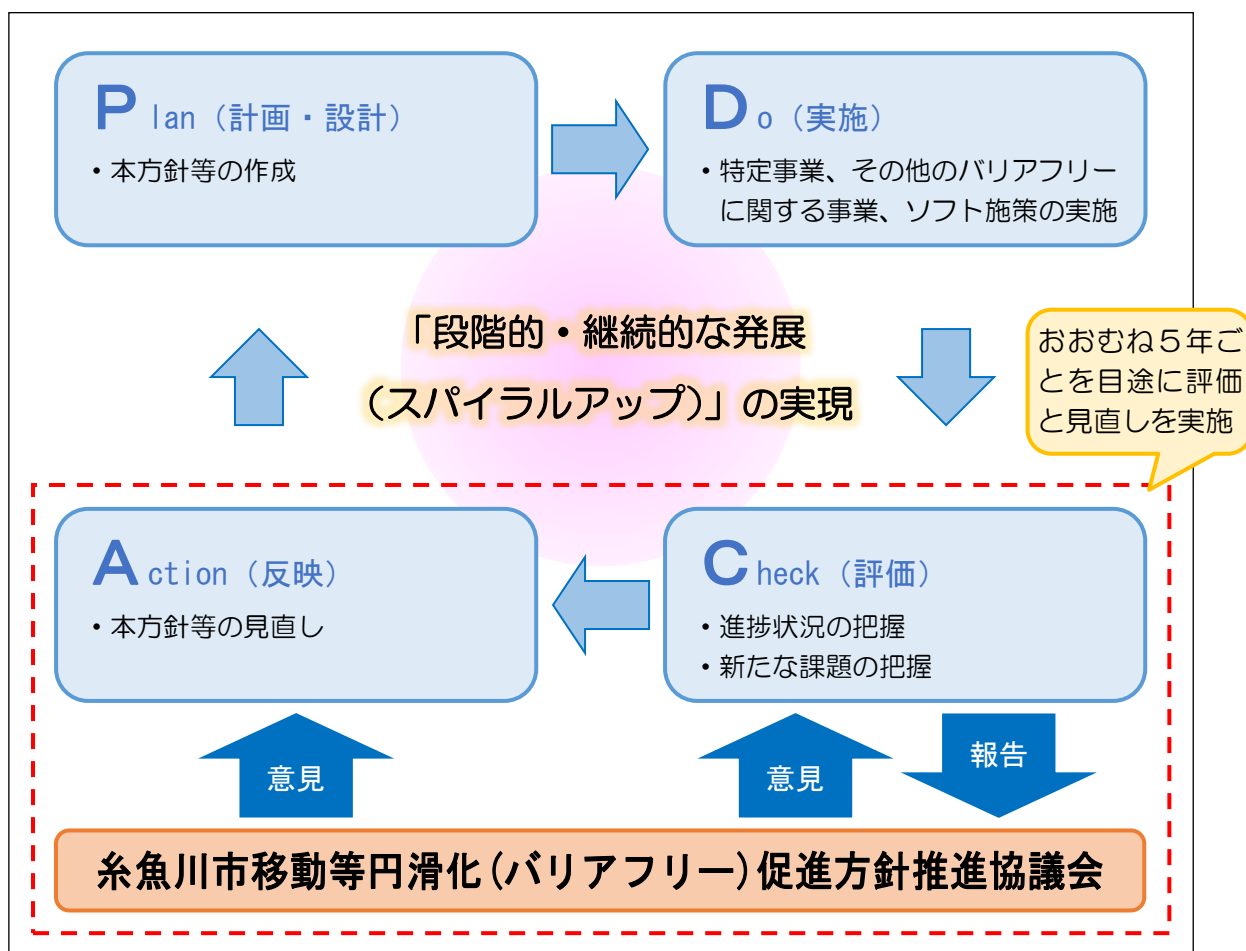 Plan（計画・設計）
・本方針等の作成
Do（実施）
・特定事業、その他のバリアフリー
に関する事業、ソフト施策の実施
「段階的・継続的な発展
（スパイラルアップ）」の実現
おおむね５年ご
とを目途に評価
と見直しを実施
Action（反映）
・本方針等の見直し
Check（評価）
・進捗状況の把握
・新たな課題の把握
意見
意見
報告
糸魚川市移動等円滑化(バリアフリー)促進方針推進協議会